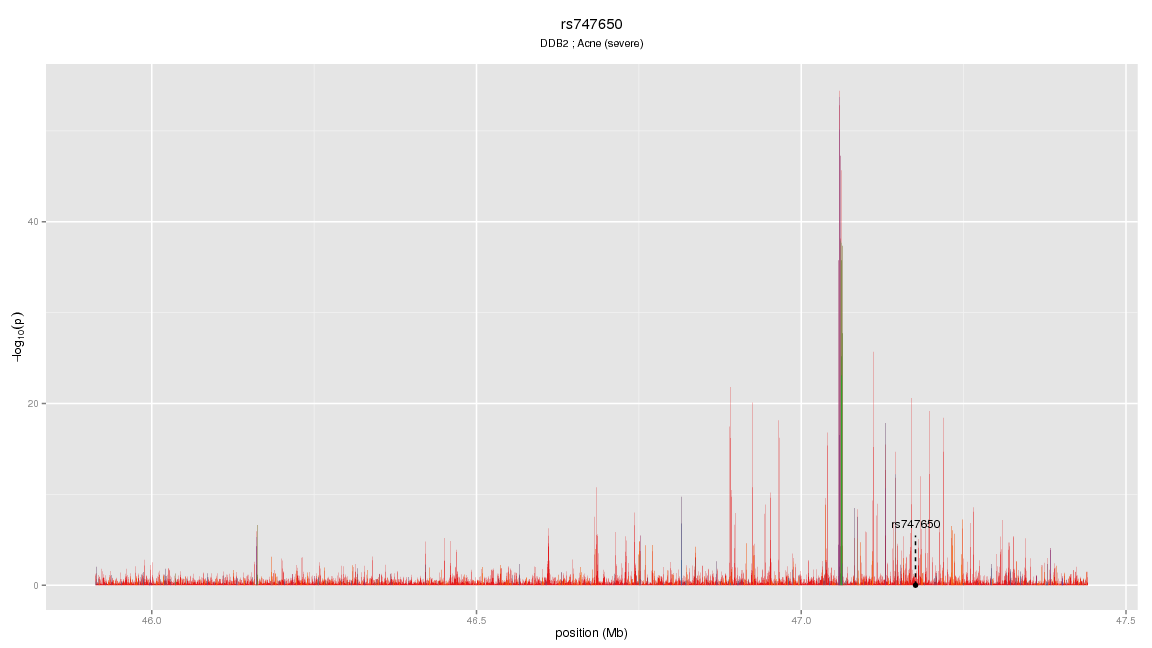 rs747650
DDB2 ; Acne (severe)
40
20
0
−log10(p)
rs747650
46.0 46.5 47.0 47.5
position (Mb)